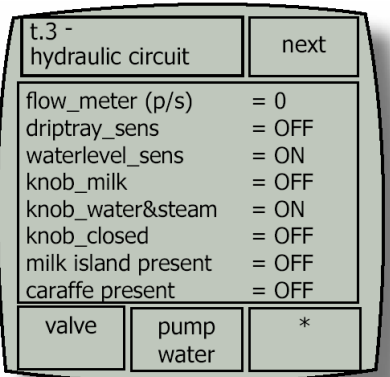 t.3 -
hydraulic circuit
next
flow_meter (p/s) = 0
driptray_sens = OFF
waterlevel_sens = ON
knob_milk = OFF
knob_water&steam = ON
knob_closed = OFF
milk island present = OFF
caraffe present = OFF
valve
pump
water
*